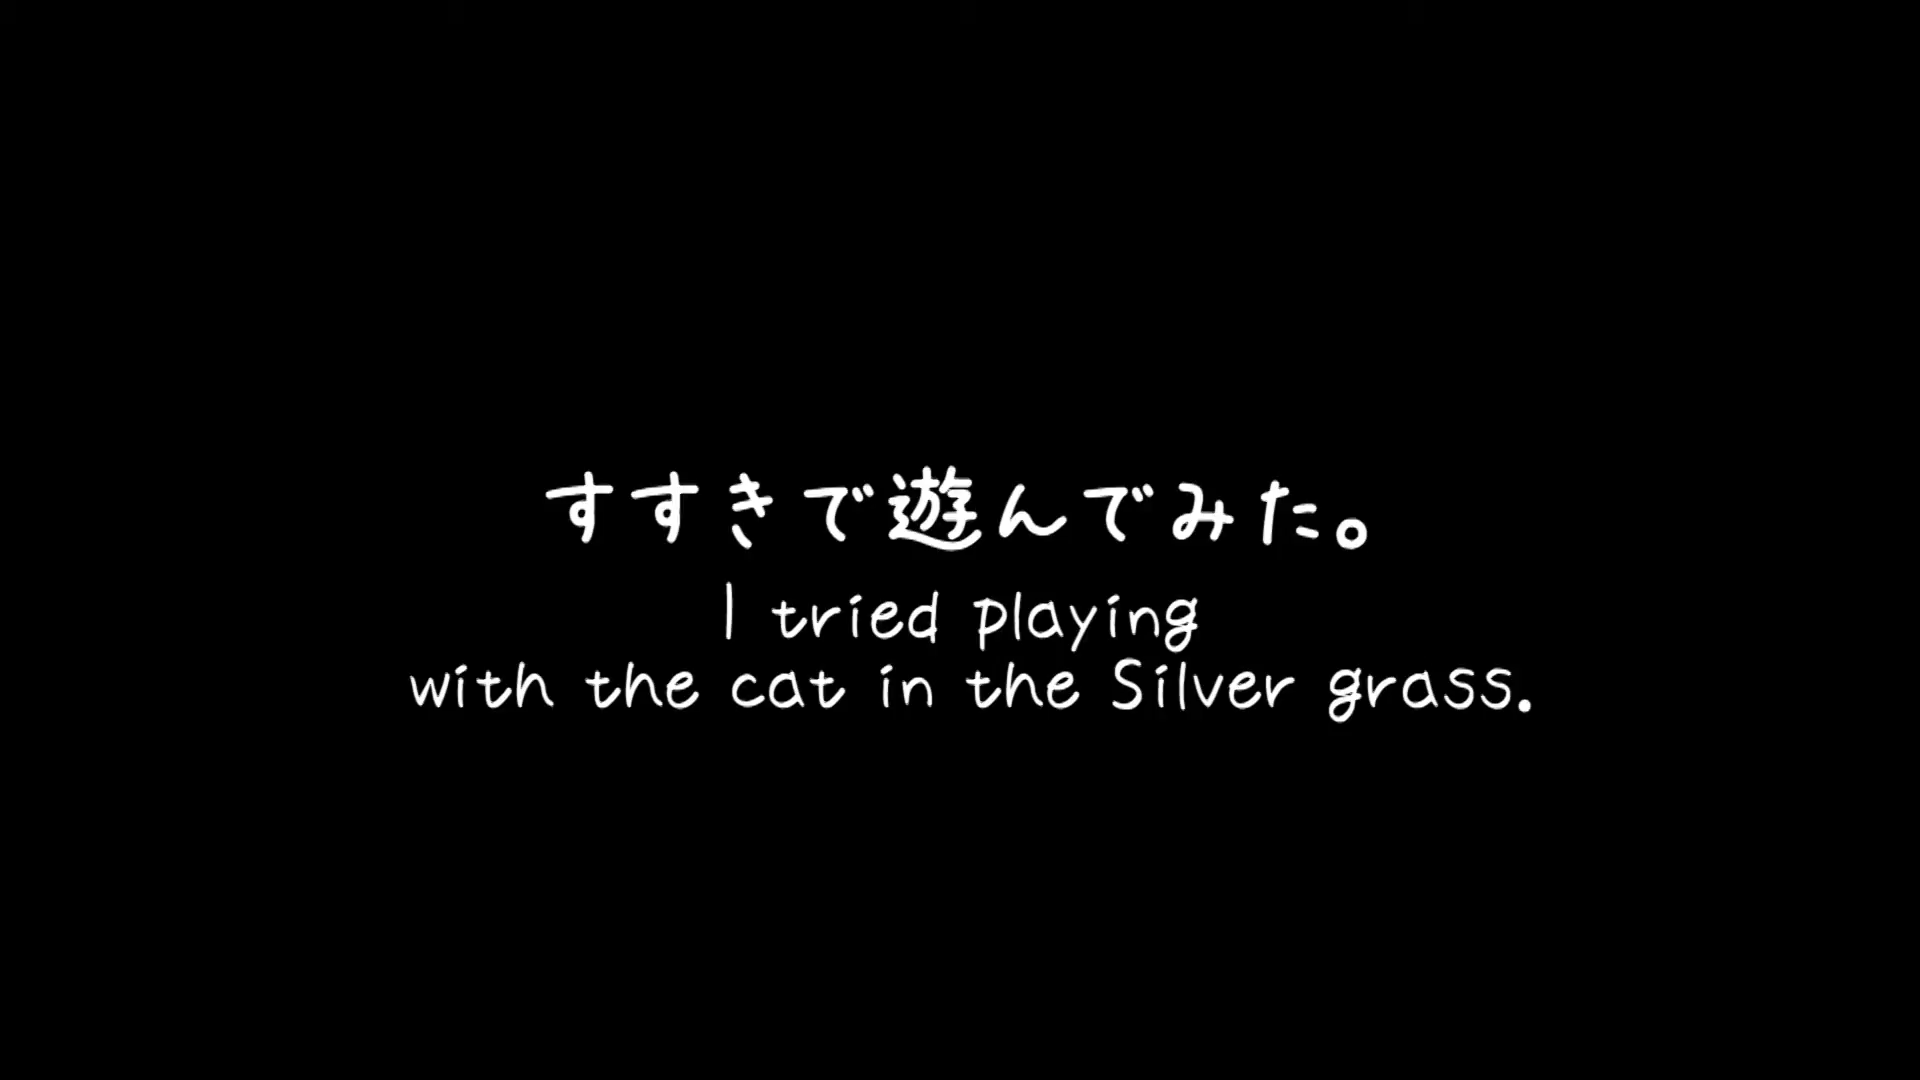 すすきで遊んでみた。
I tried playing
with the cat in the Silver grass.